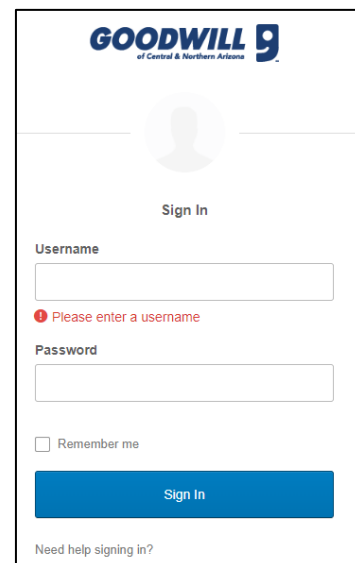 GOODWILL
of Central & Northern Arizona
Sign In
Username
Please enter a username
Password
Remember me
Sign In
Need help signing in?